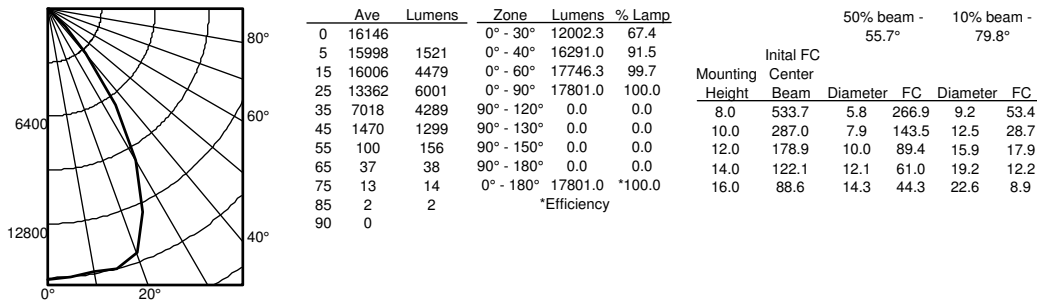 80°
60°
6400
12800
40°
0° 20°
Ave Lumens
0 16146
5 15998 1521
15 16006 4479
25 13362 6001
35 7018 4289
45 1470 1299
55 100 156
65 37 38
75 13 14
85 2 2
90 0
Zone Lumens % Lamp
0° - 30° 12002.3 67.4
0° - 40° 16291.0 91.5
0° - 60° 17746.3 99.7
0° - 90° 17801.0 100.0
90° - 120° 0.0 0.0
90° - 130° 0.0 0.0
90° - 150° 0.0 0.0
90° - 180° 0.0 0.0
0° - 180° 17801.0 *100.0
*Efficiency
50% beam - 10% beam -
55.7° 79.8°
Inital FC
Mounting Center
Height Beam Diameter FC Diameter FC
8.0 533.7 5.8 266.9 9.2 53.4
10.0 287.0 7.9 143.5 12.5 28.7
12.0 178.9 10.0 89.4 15.9 17.9
14.0 122.1 12.1 61.0 19.2 12.2
16.0 88.6 14.3 44.3 22.6 8.9